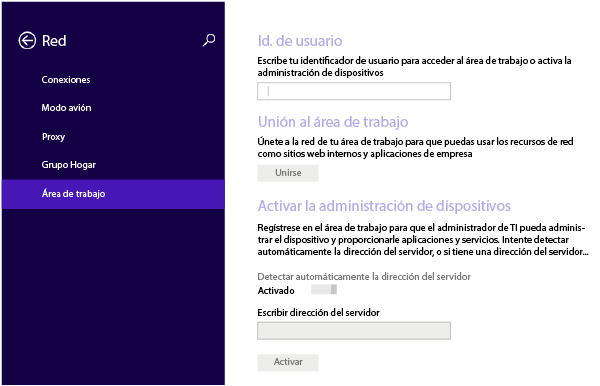 Red
Conexiones
Modo avión
Proxy
Grupo Hogar
Área de trabajo
Id. de usuario
Escribe tu identificador de usuario para acceder al área de trabajo o activa la
administración de dispositivos
Unión al área de trabajo
Únete a la red de tu área de trabajo para que puedas usar los recursos de red
como sitios web internos y aplicaciones de empresa
Unirse
Activar la administración de dispositivos
Regístrese en el área de trabajo para que el administrador de TI pueda adminis-
trar el dispositivo y proporcionarle aplicaciones y servicios. Intente detectar
automáticamente la dirección del servidor, o si tiene una dirección del servidor...
Detectar automáticamente la dirección del servidor
Activado
Escribir dirección del servidor
Activar